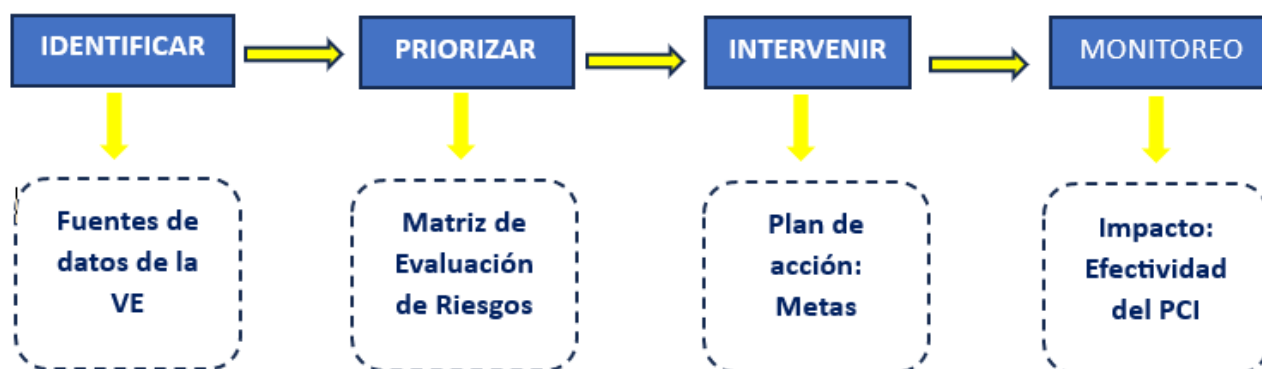 IDENTIFICAR
PRIORIZAR
INTERVENIR
MONITOREO
Fuentes de
datos de la
VE
Matriz de
Evaluación
de Riesgos
Plan de
acción:
Metas
Impacto:
Efectividad
del PCI